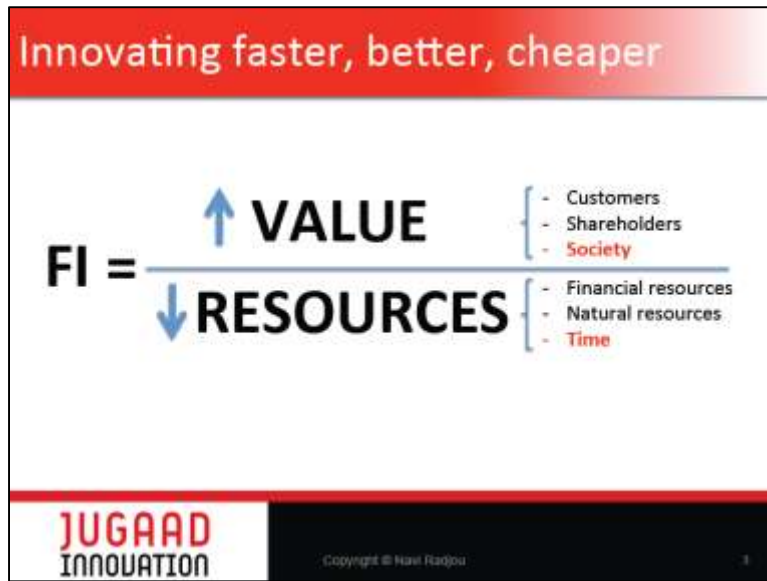 Innovating faster, better, cheaper
FI =
↑ VALUE
- Customers
- Shareholders
- Society
↓ RESOURCES
- Financial resources
- Natural resources
- Time
JUGAAD
INNOVATION
Copyright © Navi Radjou
3